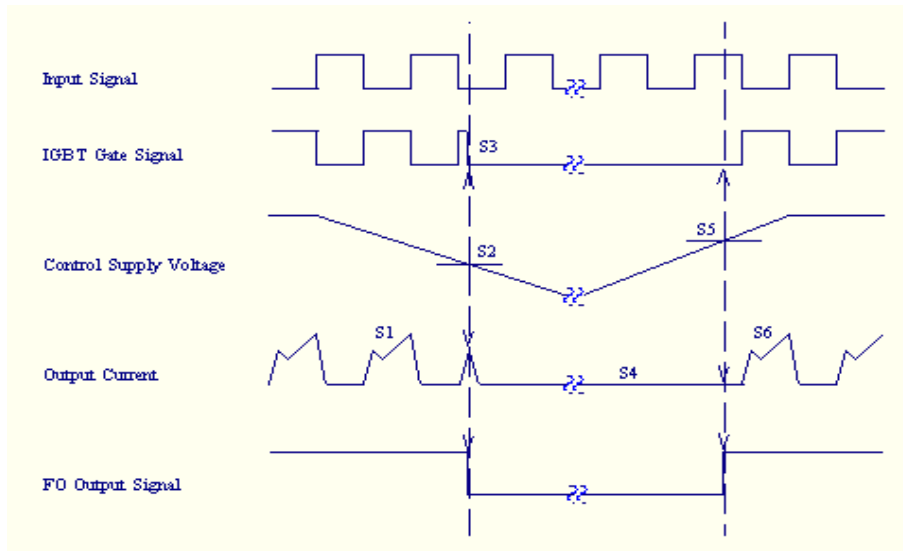 Input Signal
IGBT Gate Signal
S3
S5
S2
Control Supply Voltage
S1
S6
Output Current
S4
FO Output Signal